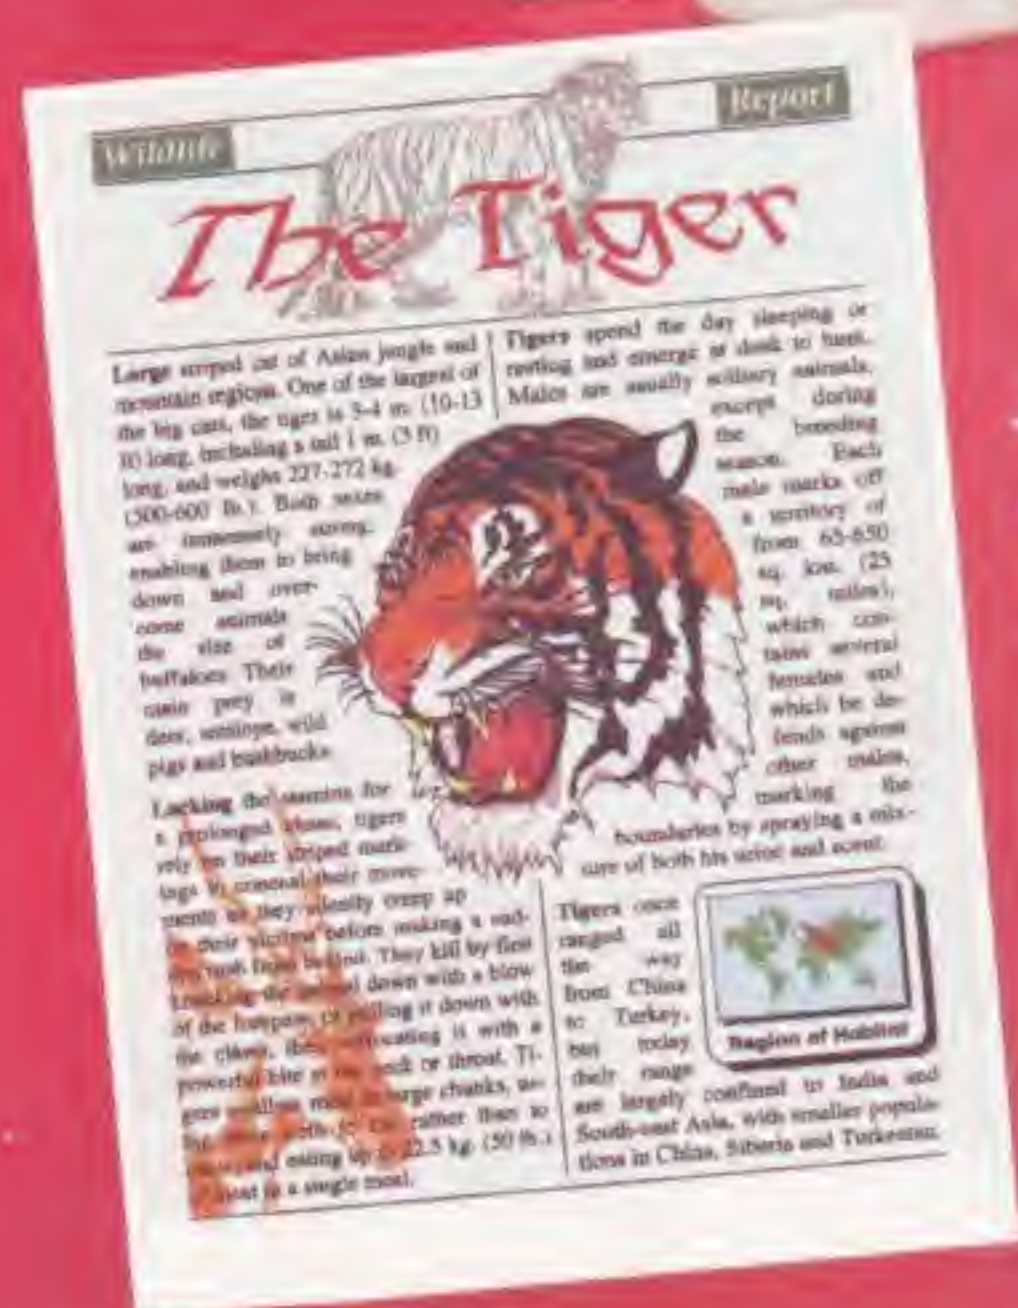 Wildlife
Report
The Tiger
Large striped cat of Asian jungle and
mountain regions. One of the largest of
the big cats, the tiger is 3-4 m. (10-13
ft) long, including a tail 1 m. (3 ft)
long, and weighs 227-272 kg.
(500-600 lb.). Both sexes
are immensely strong,
enabling them to bring
down and over-
come animals
the size of
buffaloes. Their
main prey is
deer, antelope, wild
pigs and bushbucks.
Lacking the stamina for
a prolonged chase, tigers
rely on their striped mark-
ings to conceal their move-
ments as they silently creep up
on their victims before making a sud-
den rush from behind. They kill by first
knocking the animal down with a blow
of the forepaw, or pulling it down with
the claws, then suffocating it with a
powerful bite at the neck or throat. Ti-
gers swallow meat in large chunks,
teeth to cut rather than to
and eating up to 22.5 kg. (50 lb.)
meat in a single meal.
Tigers spend the day sleeping or
resting and emerge at dusk to hunt.
Males are usually solitary animals,
except during
the breeding
season. Each
male marks off
a territory of
from 65-650
sq. km. (25
sq. miles),
which con-
tains several
females and
which he de-
fends against
other males,
marking the
boundaries by spraying a mix-
ture of both his urine and scent.
Tigers once
ranged all
the way
from China
to Turkey,
but today
their range
are largely confined to India and
South-east Asia, with smaller popula-
tions in China, Siberia and Turkestan.
Region of Habitat